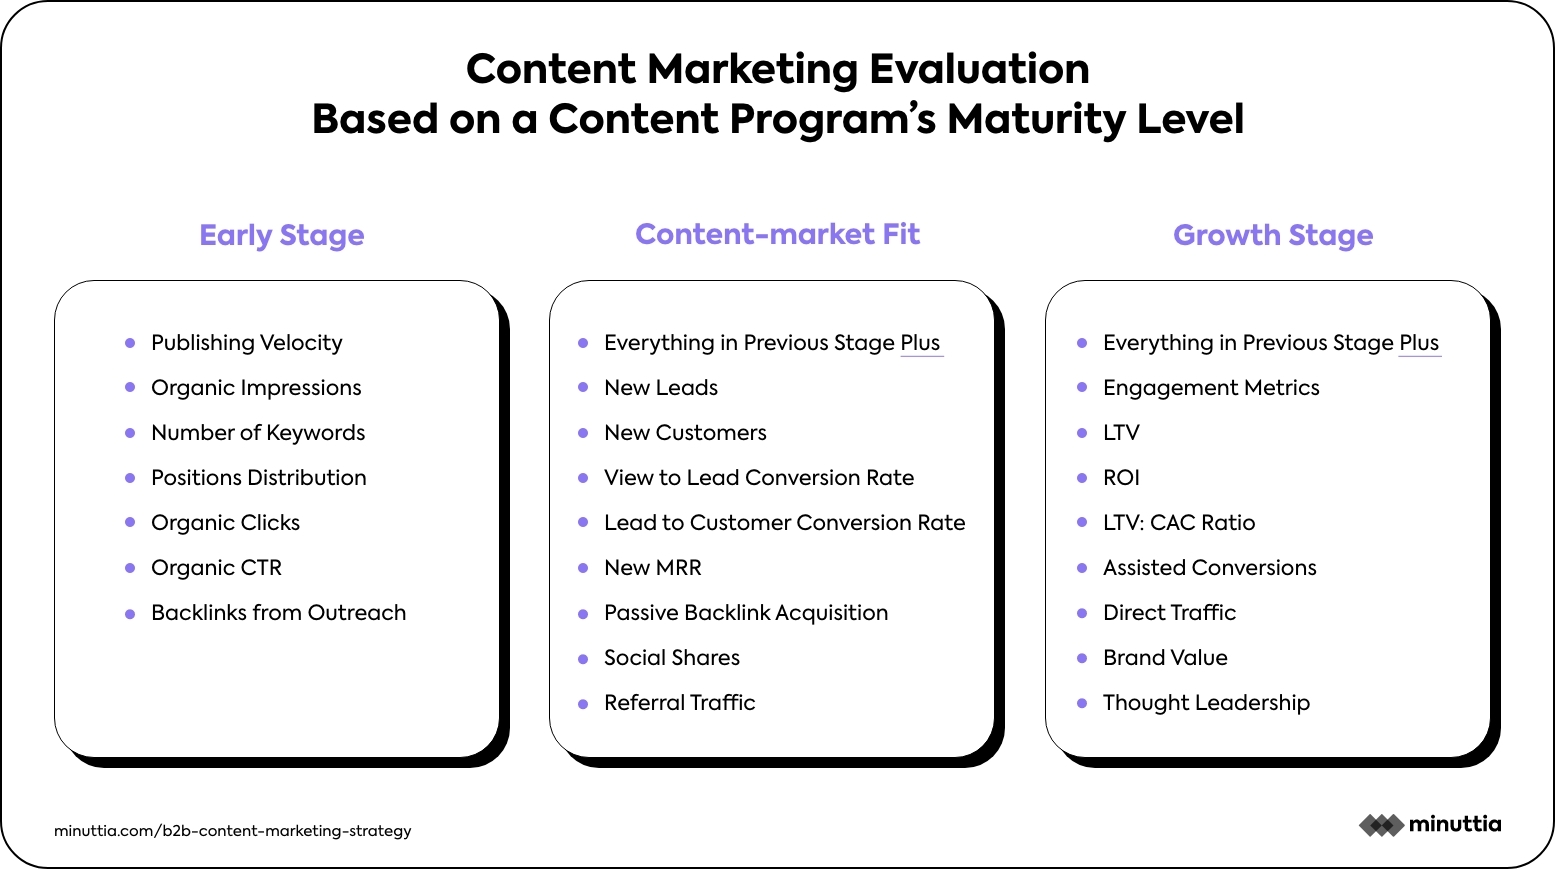 Content Marketing Evaluation
Based on a Content Program’s Maturity Level
Early Stage
Publishing Velocity
Organic Impressions
Number of Keywords
Positions Distribution
Organic Clicks
Organic CTR
Backlinks from Outreach
Content-market Fit
Everything in Previous Stage Plus
New Leads
New Customers
View to Lead Conversion Rate
Lead to Customer Conversion Rate
New MRR
Passive Backlink Acquisition
Social Shares
Referral Traffic
Growth Stage
Everything in Previous Stage Plus
Engagement Metrics
LTV
ROI
LTV: CAC Ratio
Assisted Conversions
Direct Traffic
Brand Value
Thought Leadership
minuttia.com/b2b-content-marketing-strategy
minuttia